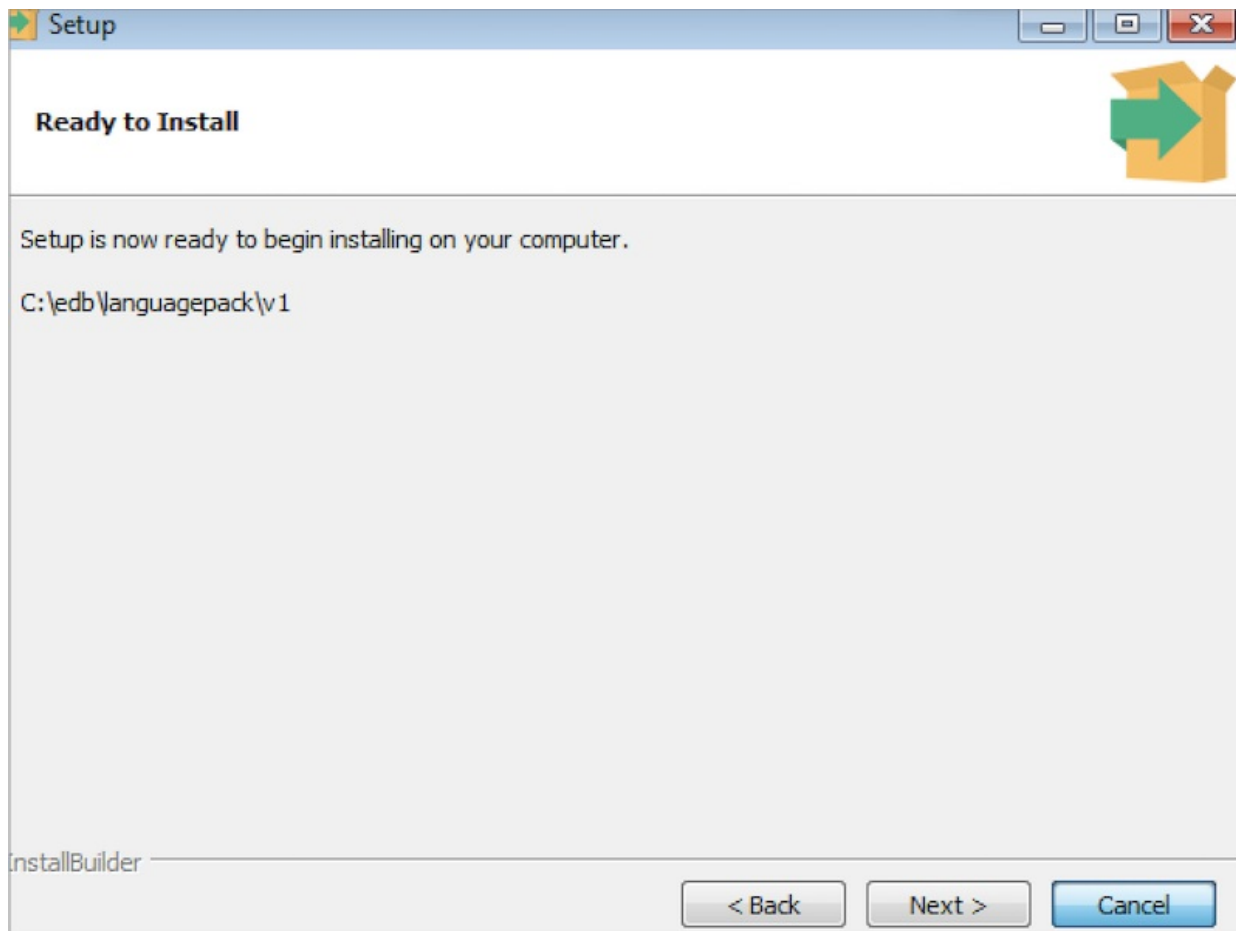 Setup
Ready to Install
Setup is now ready to begin installing on your computer.
C:\edb\languagepack\v1
InstallBuilder
< Back
Next >
Cancel